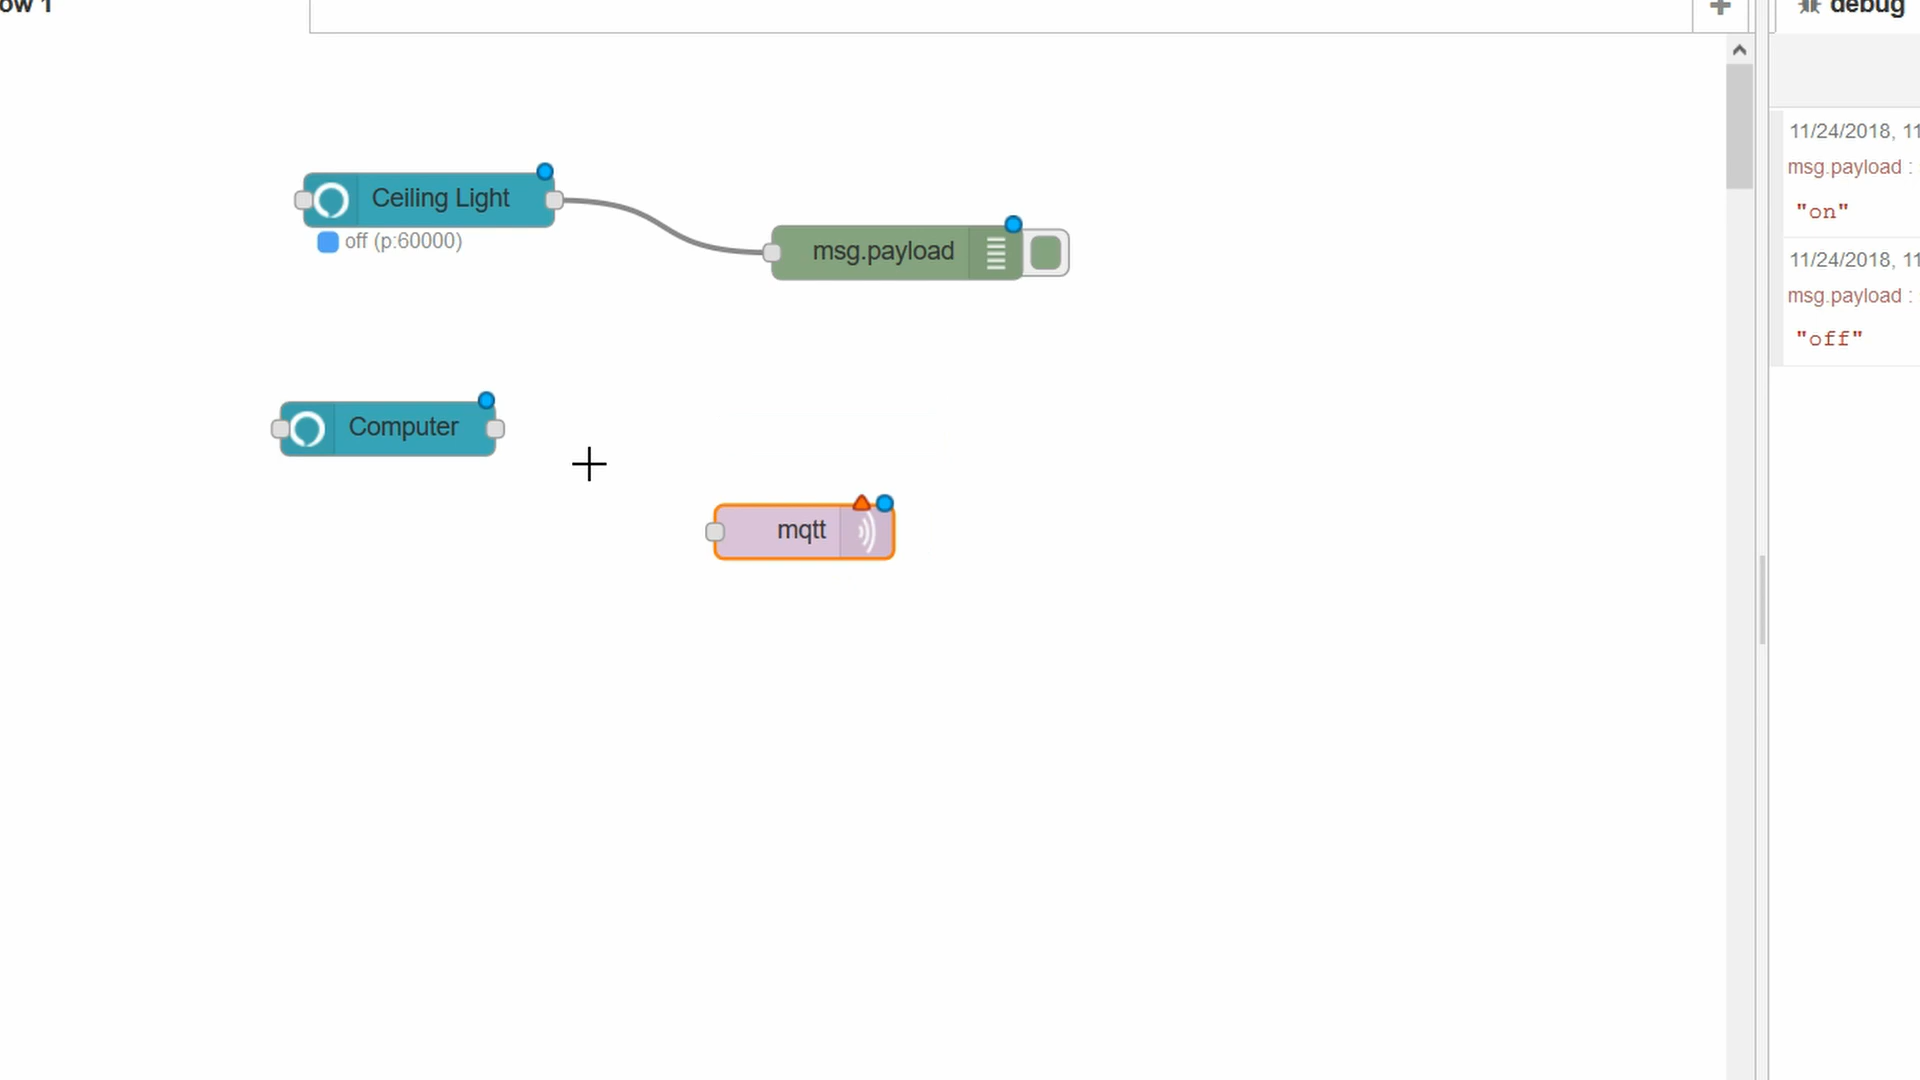 ow 1
debug
Ceiling Light
off (p:60000)
msg.payload
Computer
mqtt
11/24/2018, 11
msg.payload :
"on"
11/24/2018, 11
msg.payload :
"off"